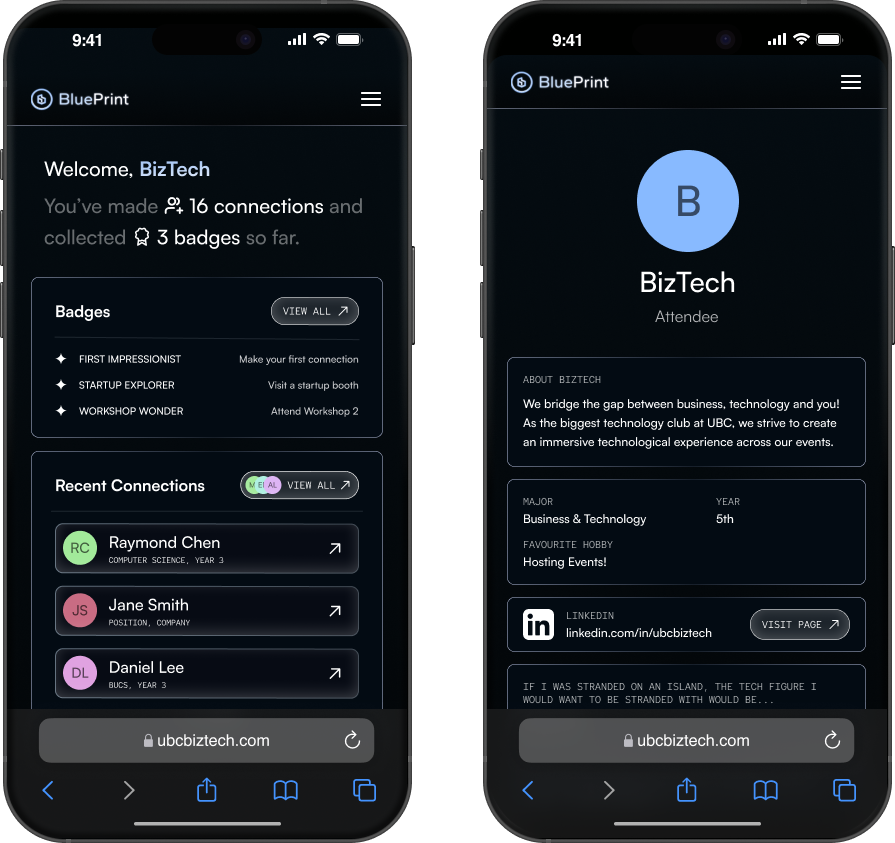 9:41
BluePrint
Welcome, BizTech
You’ve made 16 connections and
collected 3 badges so far.
Badges
VIEW ALL
FIRST IMPRESSIONIST Make your first connection
STARTUP EXPLORER Visit a startup booth
WORKSHOP WONDER Attend Workshop 2
Recent Connections
AL VIEW ALL
RC
Raymond Chen
COMPUTER SCIENCE, YEAR 3
JS
Jane Smith
POSITION, COMPANY
DL
Daniel Lee
BUCS, YEAR 3
ubcbiztech.com
9:41
BluePrint
B
BizTech
Attendee
ABOUT BIZTECH
We bridge the gap between business, technology and you!
As the biggest technology club at UBC, we strive to create
an immersive technological experience across our events.
MAJOR YEAR
Business & Technology 5th
FAVOURITE HOBBY
Hosting Events!
in
LINKEDIN
linkedin.com/in/ubcbiztech
VISIT PAGE
IF I WAS STRANDED ON AN ISLAND, THE TECH FIGURE I
WOULD WANT TO BE STRANDED WITH WOULD BE...
ubcbiztech.com